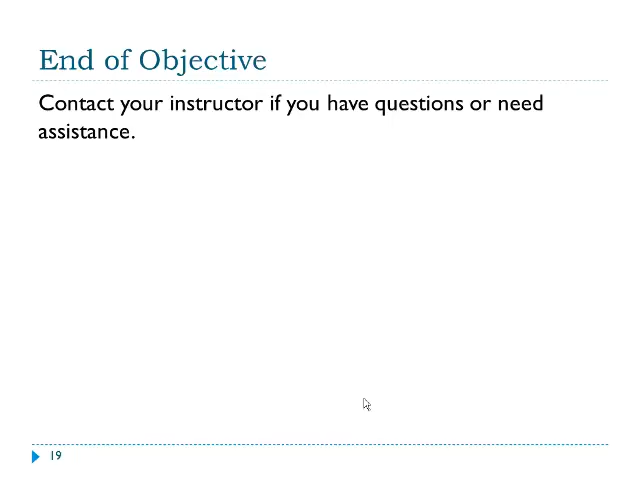 End of Objective
Contact your instructor if you have questions or need
assistance.
19